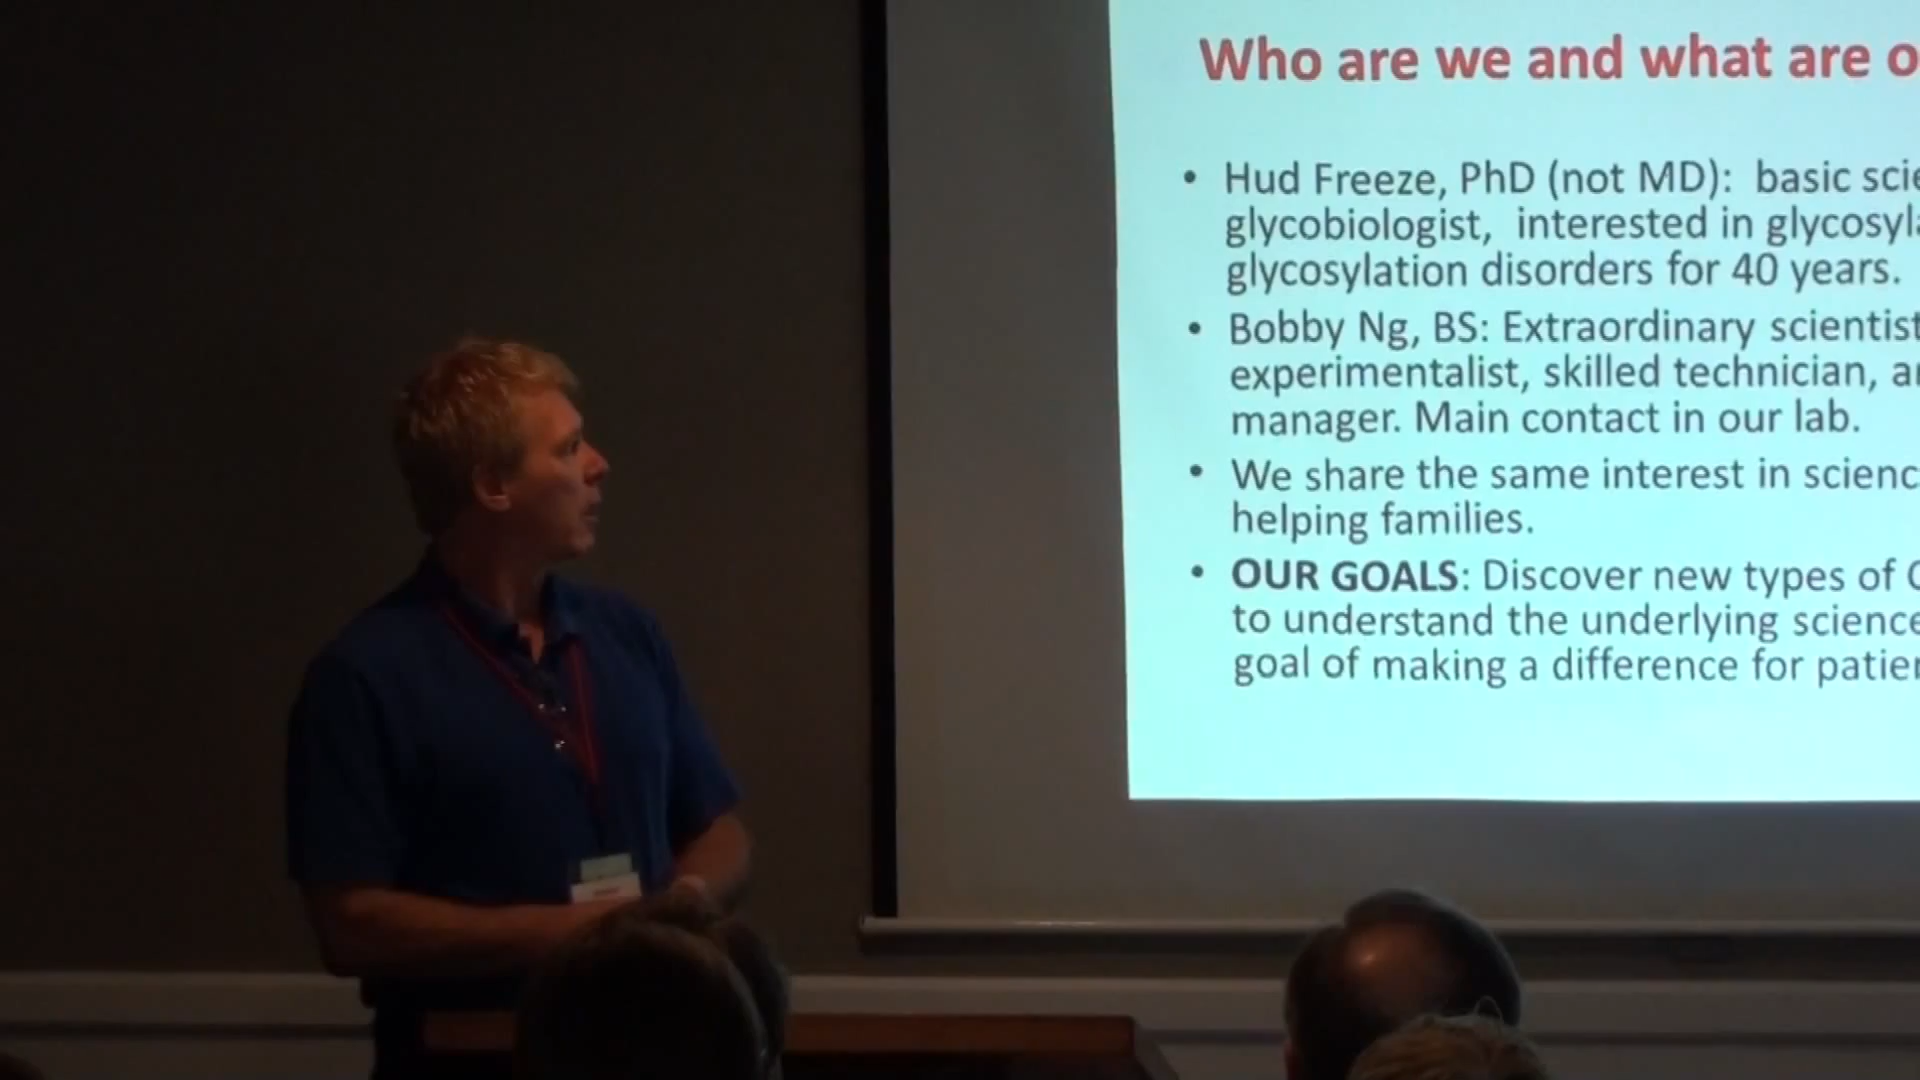 Who are we and what are o
• Hud Freeze, PhD (not MD): basic scie
glycobiologist, interested in glycosyla
glycosylation disorders for 40 years.
• Bobby Ng, BS: Extraordinary scientist
experimentalist, skilled technician, an
manager. Main contact in our lab.
• We share the same interest in scienc
helping families.
• OUR GOALS: Discover new types of C
to understand the underlying science
goal of making a difference for patien